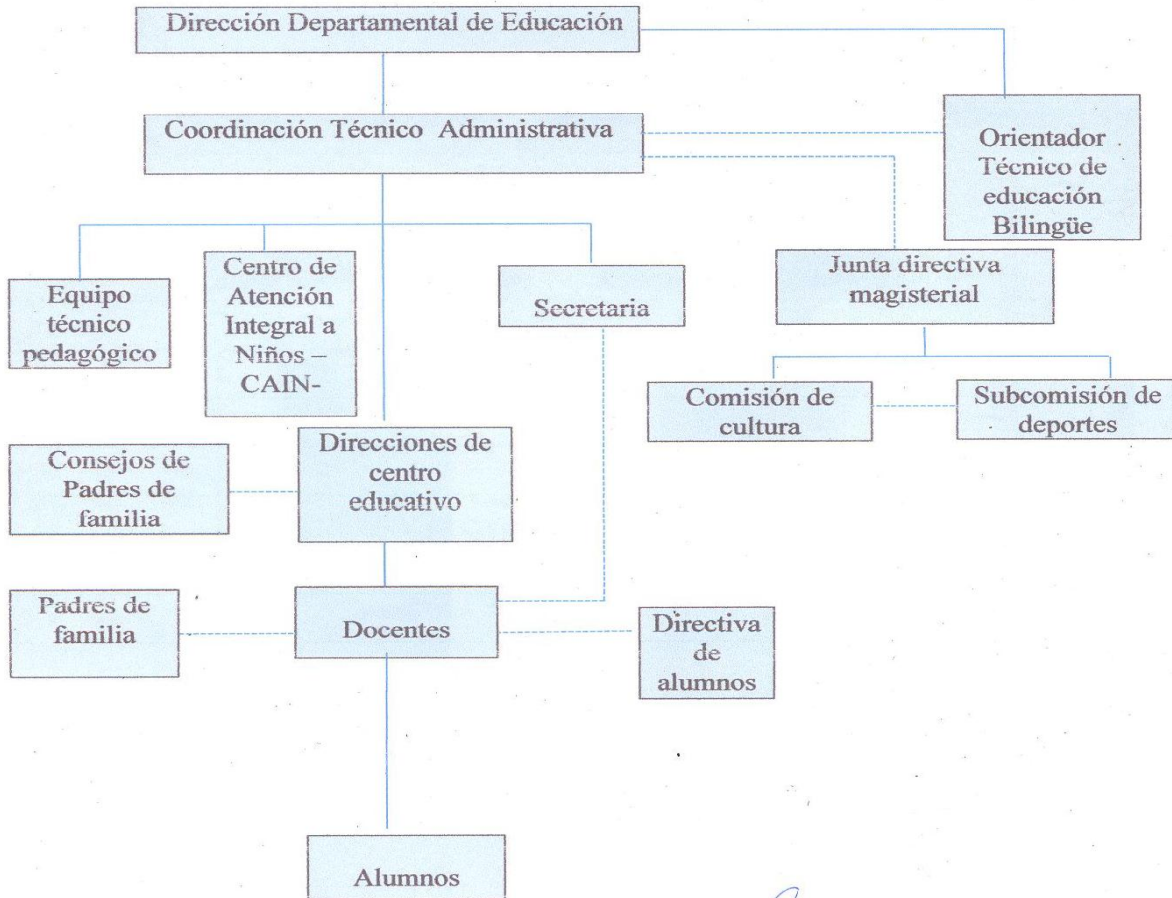 Dirección Departamental de Educación
Coordinación Técnico Administrativa
Orientador
Técnico de
educación
Bilingüe
Equipo
técnico
pedagógico
Centro de
Atención
Integral a
Niños –
CAIN-
Secretaria
Junta directiva
magisterial
Comisión de
cultura
Subcomisión de
deportes
Consejos de
Padres de
familia
Direcciones de
centro
educativo
Padres de
familia
Docentes
Directiva
de
alumnos
Alumnos